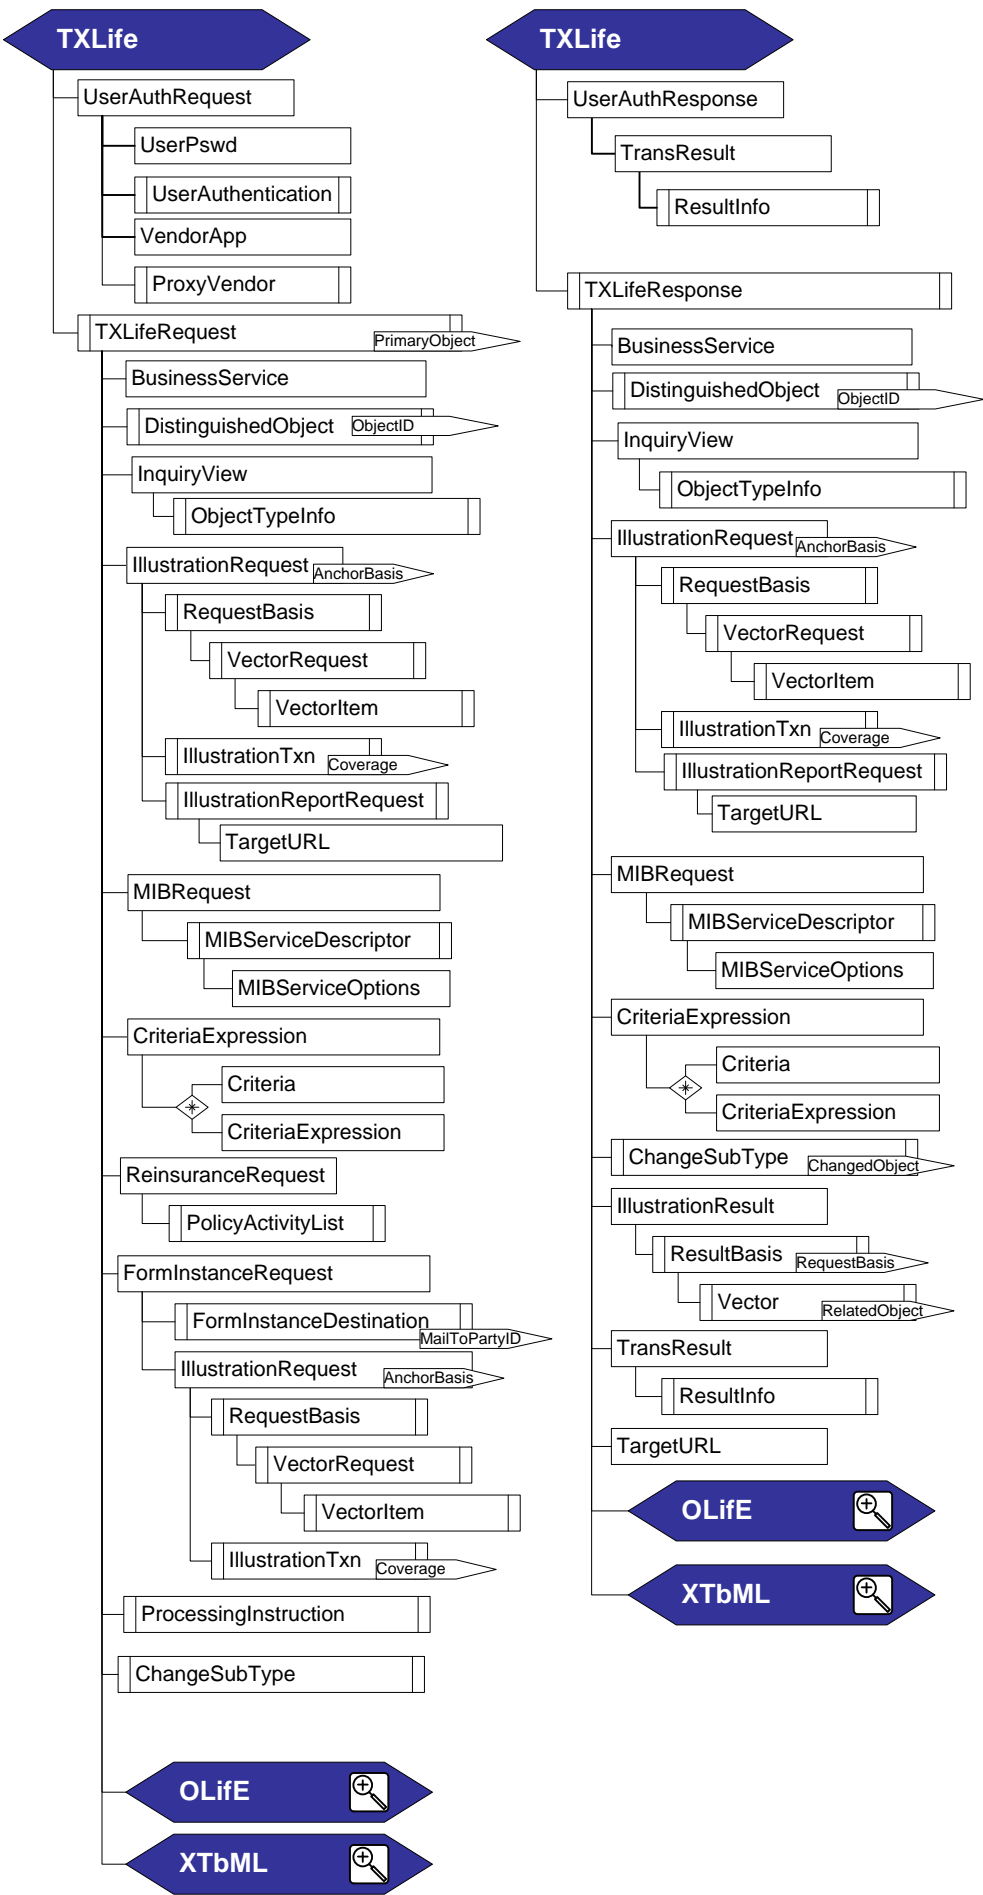 TXLife
UserAuthRequest
UserPswd
UserAuthentication
VendorApp
ProxyVendor
TXLifeRequest
PrimaryObject
BusinessService
DistinguishedObject
ObjectID
InquiryView
ObjectTypeInfo
IllustrationRequest
AnchorBasis
RequestBasis
VectorRequest
VectorItem
IllustrationTxn
Coverage
IllustrationReportRequest
TargetURL
MIBRequest
MIBServiceDescriptor
MIBServiceOptions
CriteriaExpression
Criteria
CriteriaExpression
ReinsuranceRequest
PolicyActivityList
FormInstanceRequest
FormInstanceDestination
MailToPartyID
IllustrationRequest
AnchorBasis
RequestBasis
VectorRequest
VectorItem
IllustrationTxn
Coverage
ProcessingInstruction
ChangeSubType
OLifE
XTbML
TXLife
UserAuthResponse
TransResult
ResultInfo
TXLifeResponse
BusinessService
DistinguishedObject
ObjectID
InquiryView
ObjectTypeInfo
IllustrationRequest
AnchorBasis
RequestBasis
VectorRequest
VectorItem
IllustrationTxn
Coverage
IllustrationReportRequest
TargetURL
MIBRequest
MIBServiceDescriptor
MIBServiceOptions
CriteriaExpression
Criteria
CriteriaExpression
ChangeSubType
ChangedObject
IllustrationResult
ResultBasis
RequestBasis
Vector
RelatedObject
TransResult
ResultInfo
TargetURL
OLifE
XTbML